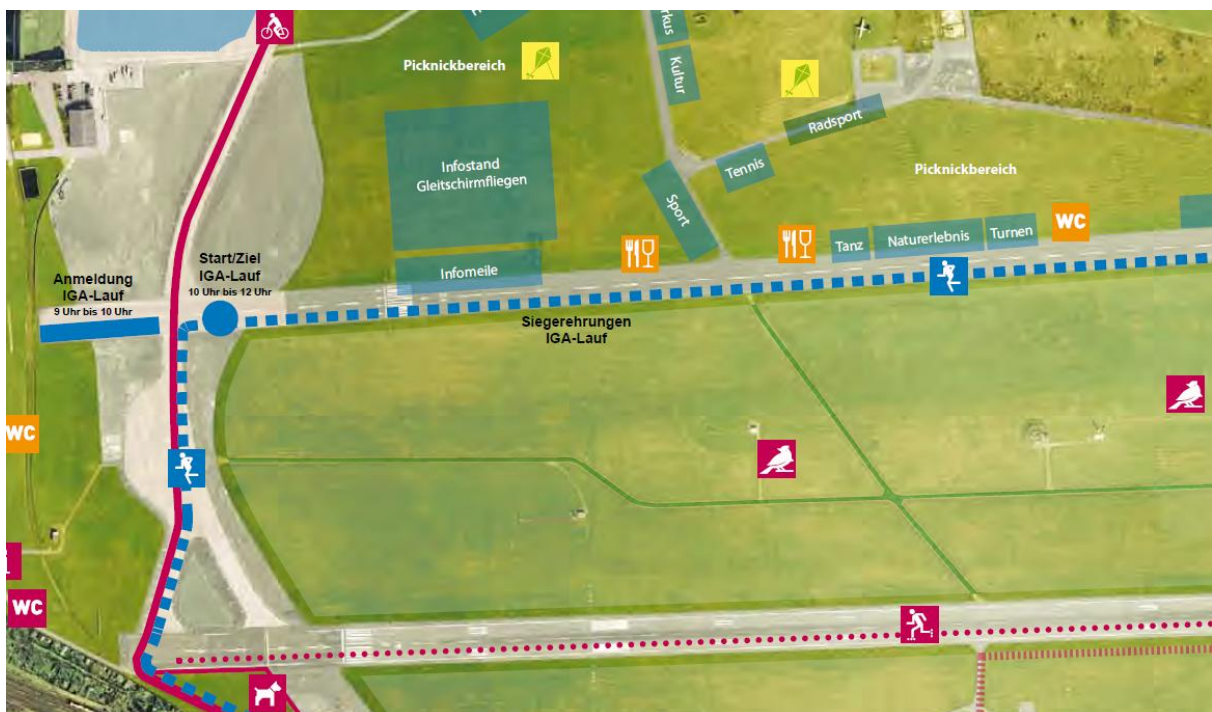 Picknickbereich
Kultur
Radsport
Infostand
Gleitschirmfliegen
Tennis
Picknickbereich
Sport
WC
Tanz
Naturerlebnis
Turnen
Start/Ziel
IGA-Lauf
10 Uhr bis 12 Uhr
Infomeile
Anmeldung
IGA-Lauf
9 Uhr bis 10 Uhr
Siegerehrungen
IGA-Lauf
WC
WC